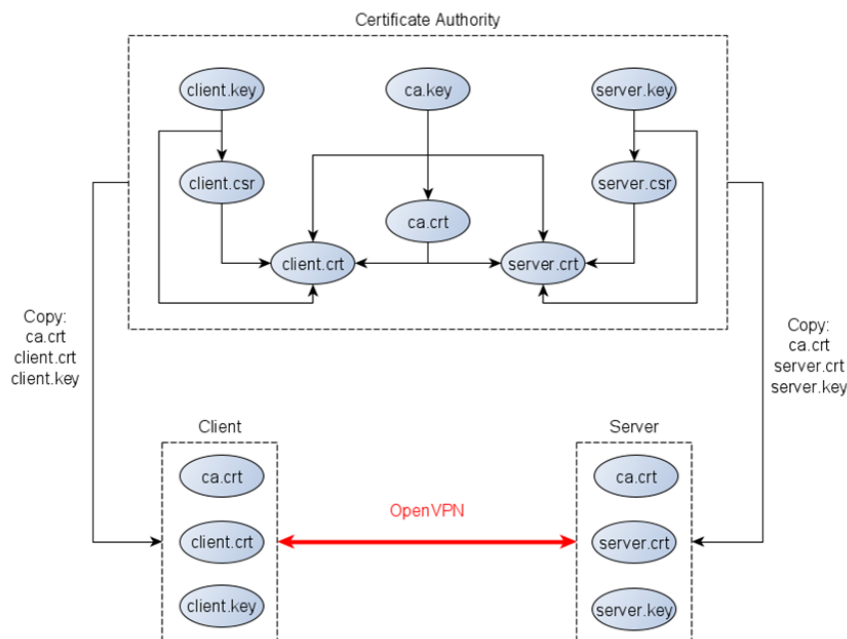 Certificate Authority
client.key
ca.key
server.key
client.csr
server.csr
ca.crt
client.crt
server.crt
Copy:
ca.crt
client.crt
client.key
Copy:
ca.crt
server.crt
server.key
Client
Server
ca.crt
ca.crt
OpenVPN
client.crt
server.crt
client.key
server.key